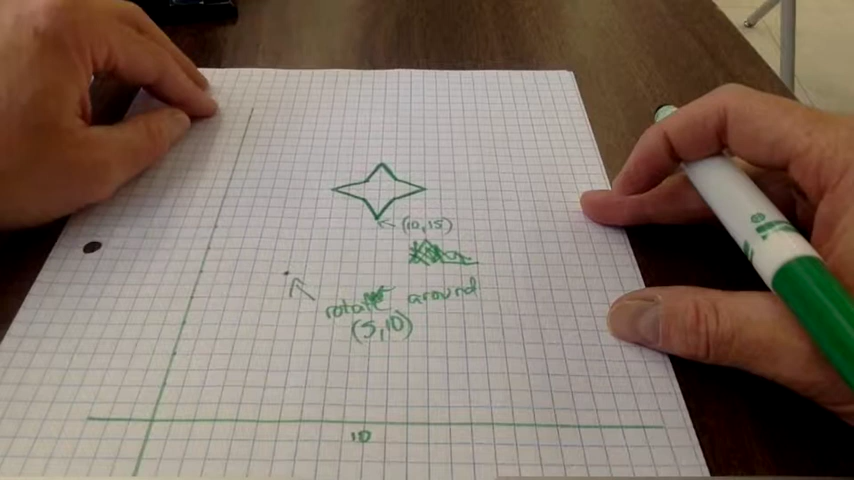 (10,15)
rotate around
(5,10)
10